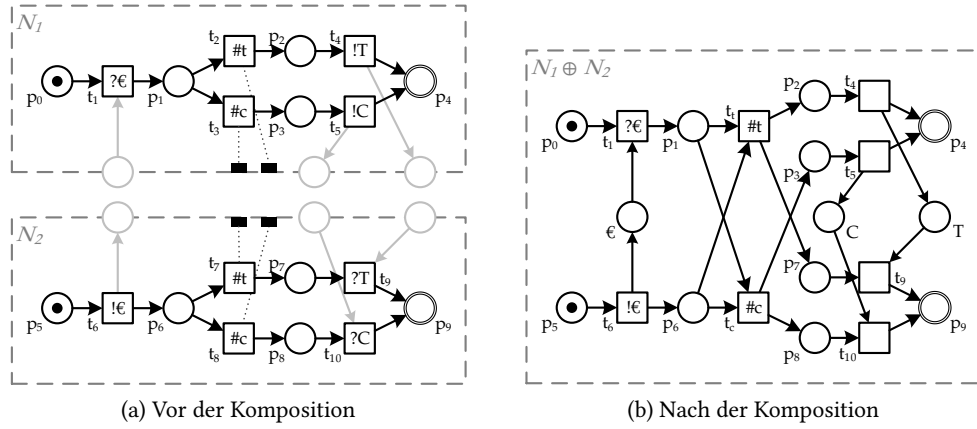 N₁
t₂ #t p₂ t₄ !T
p₀ t₁ ?€ p₁ p₄
t₃ #c p₃ t₅ !C
N₂
t₇ #t p₇ ?T t₉
p₅ t₆ !€ p₆ p₉
t₈ #c p₈ t₁₀ ?C
(a) Vor der Komposition
N₁ ⊕ N₂
p₂ t₄
p₀ t₁ ?€ p₁ tₜ #t p₄
p₃ t₅
€ C T
p₇ t₉
p₅ t₆ !€ p₆ t_c #c p₉
p₈ t₁₀
(b) Nach der Komposition